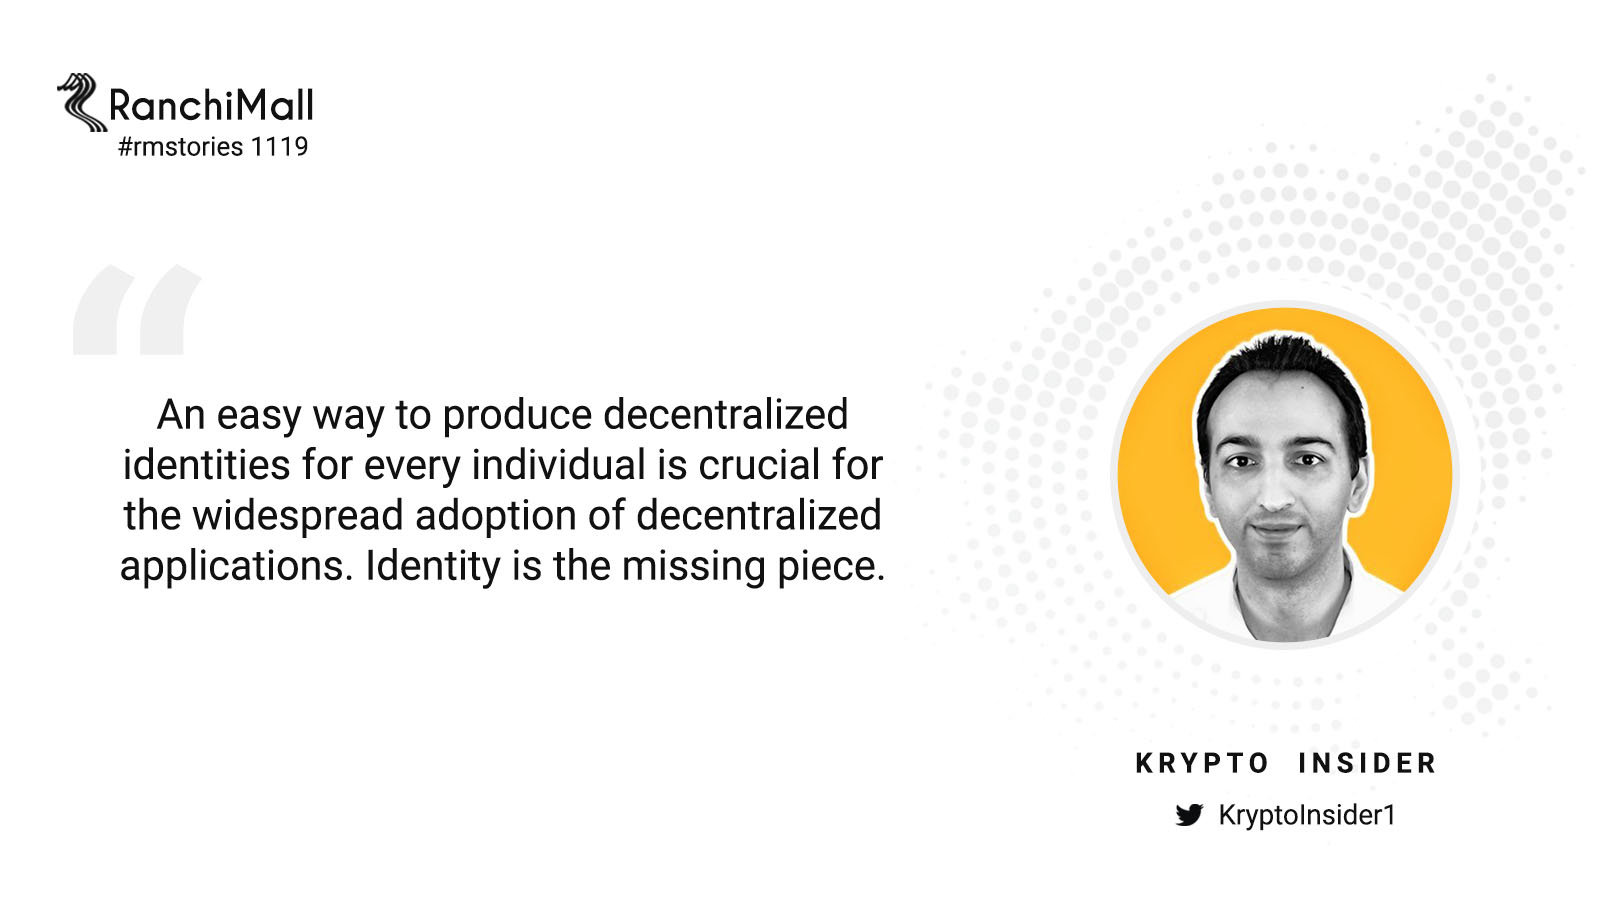 RanchiMall
#rmstories 1119
“
An easy way to produce decentralized
identities for every individual is crucial for
the widespread adoption of decentralized
applications. Identity is the missing piece.
KRYPTO INSIDER
KryptoInsider1